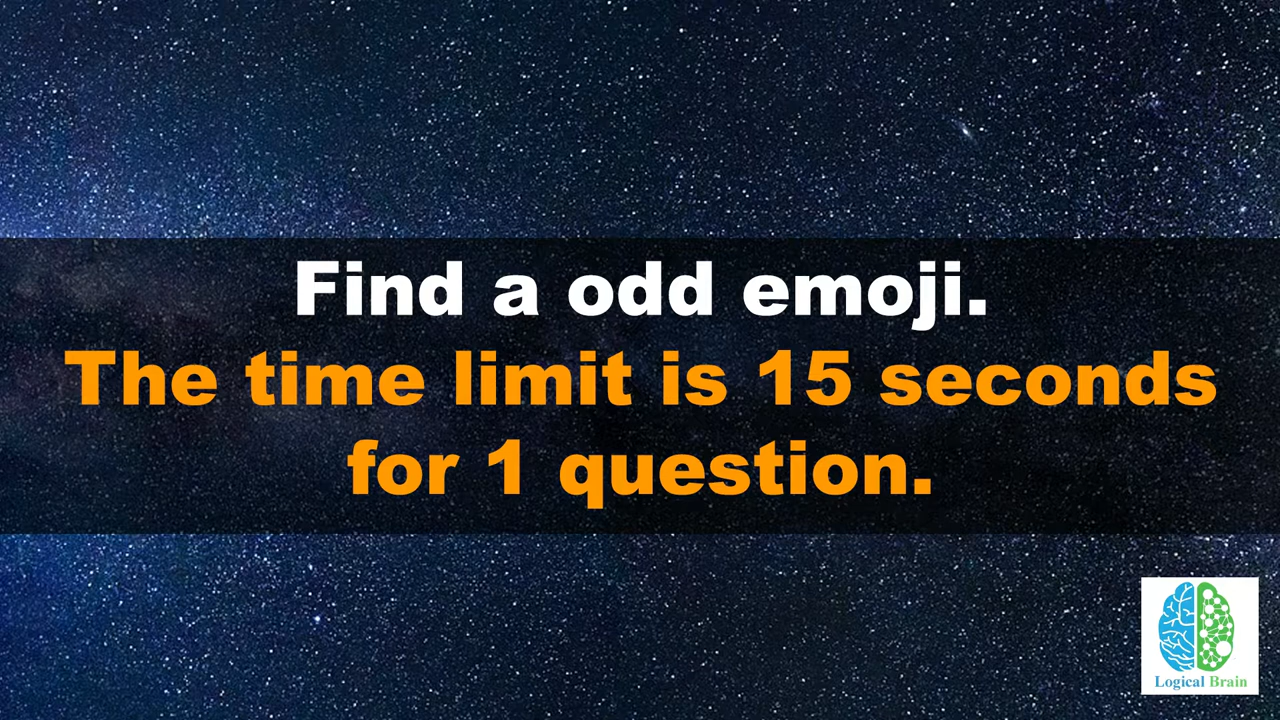 Find a odd emoji.
The time limit is 15 seconds
for 1 question.
Logical Brain